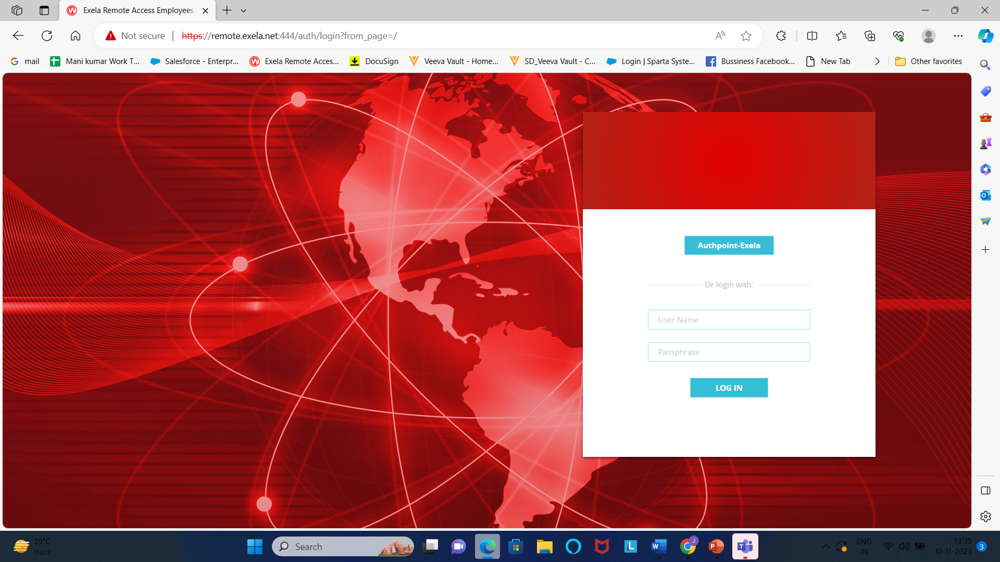 Exela Remote Access Employees
Not secure
https://remote.exela.net:444/auth/login?from_page=/
mail
Mani kumar Work T...
Salesforce - Enterpr...
Exela Remote Acces...
DocuSign
Veeva Vault - Home...
SD_Veeva Vault - C...
Login | Sparta Syste...
Bussiness Facebook...
New Tab
Other favorites
Authpoint-Exela
Or login with:
User Name
Passphrase
LOG IN
29°C
Haze
Search
ENG
IN
13:35
10-11-2023
3